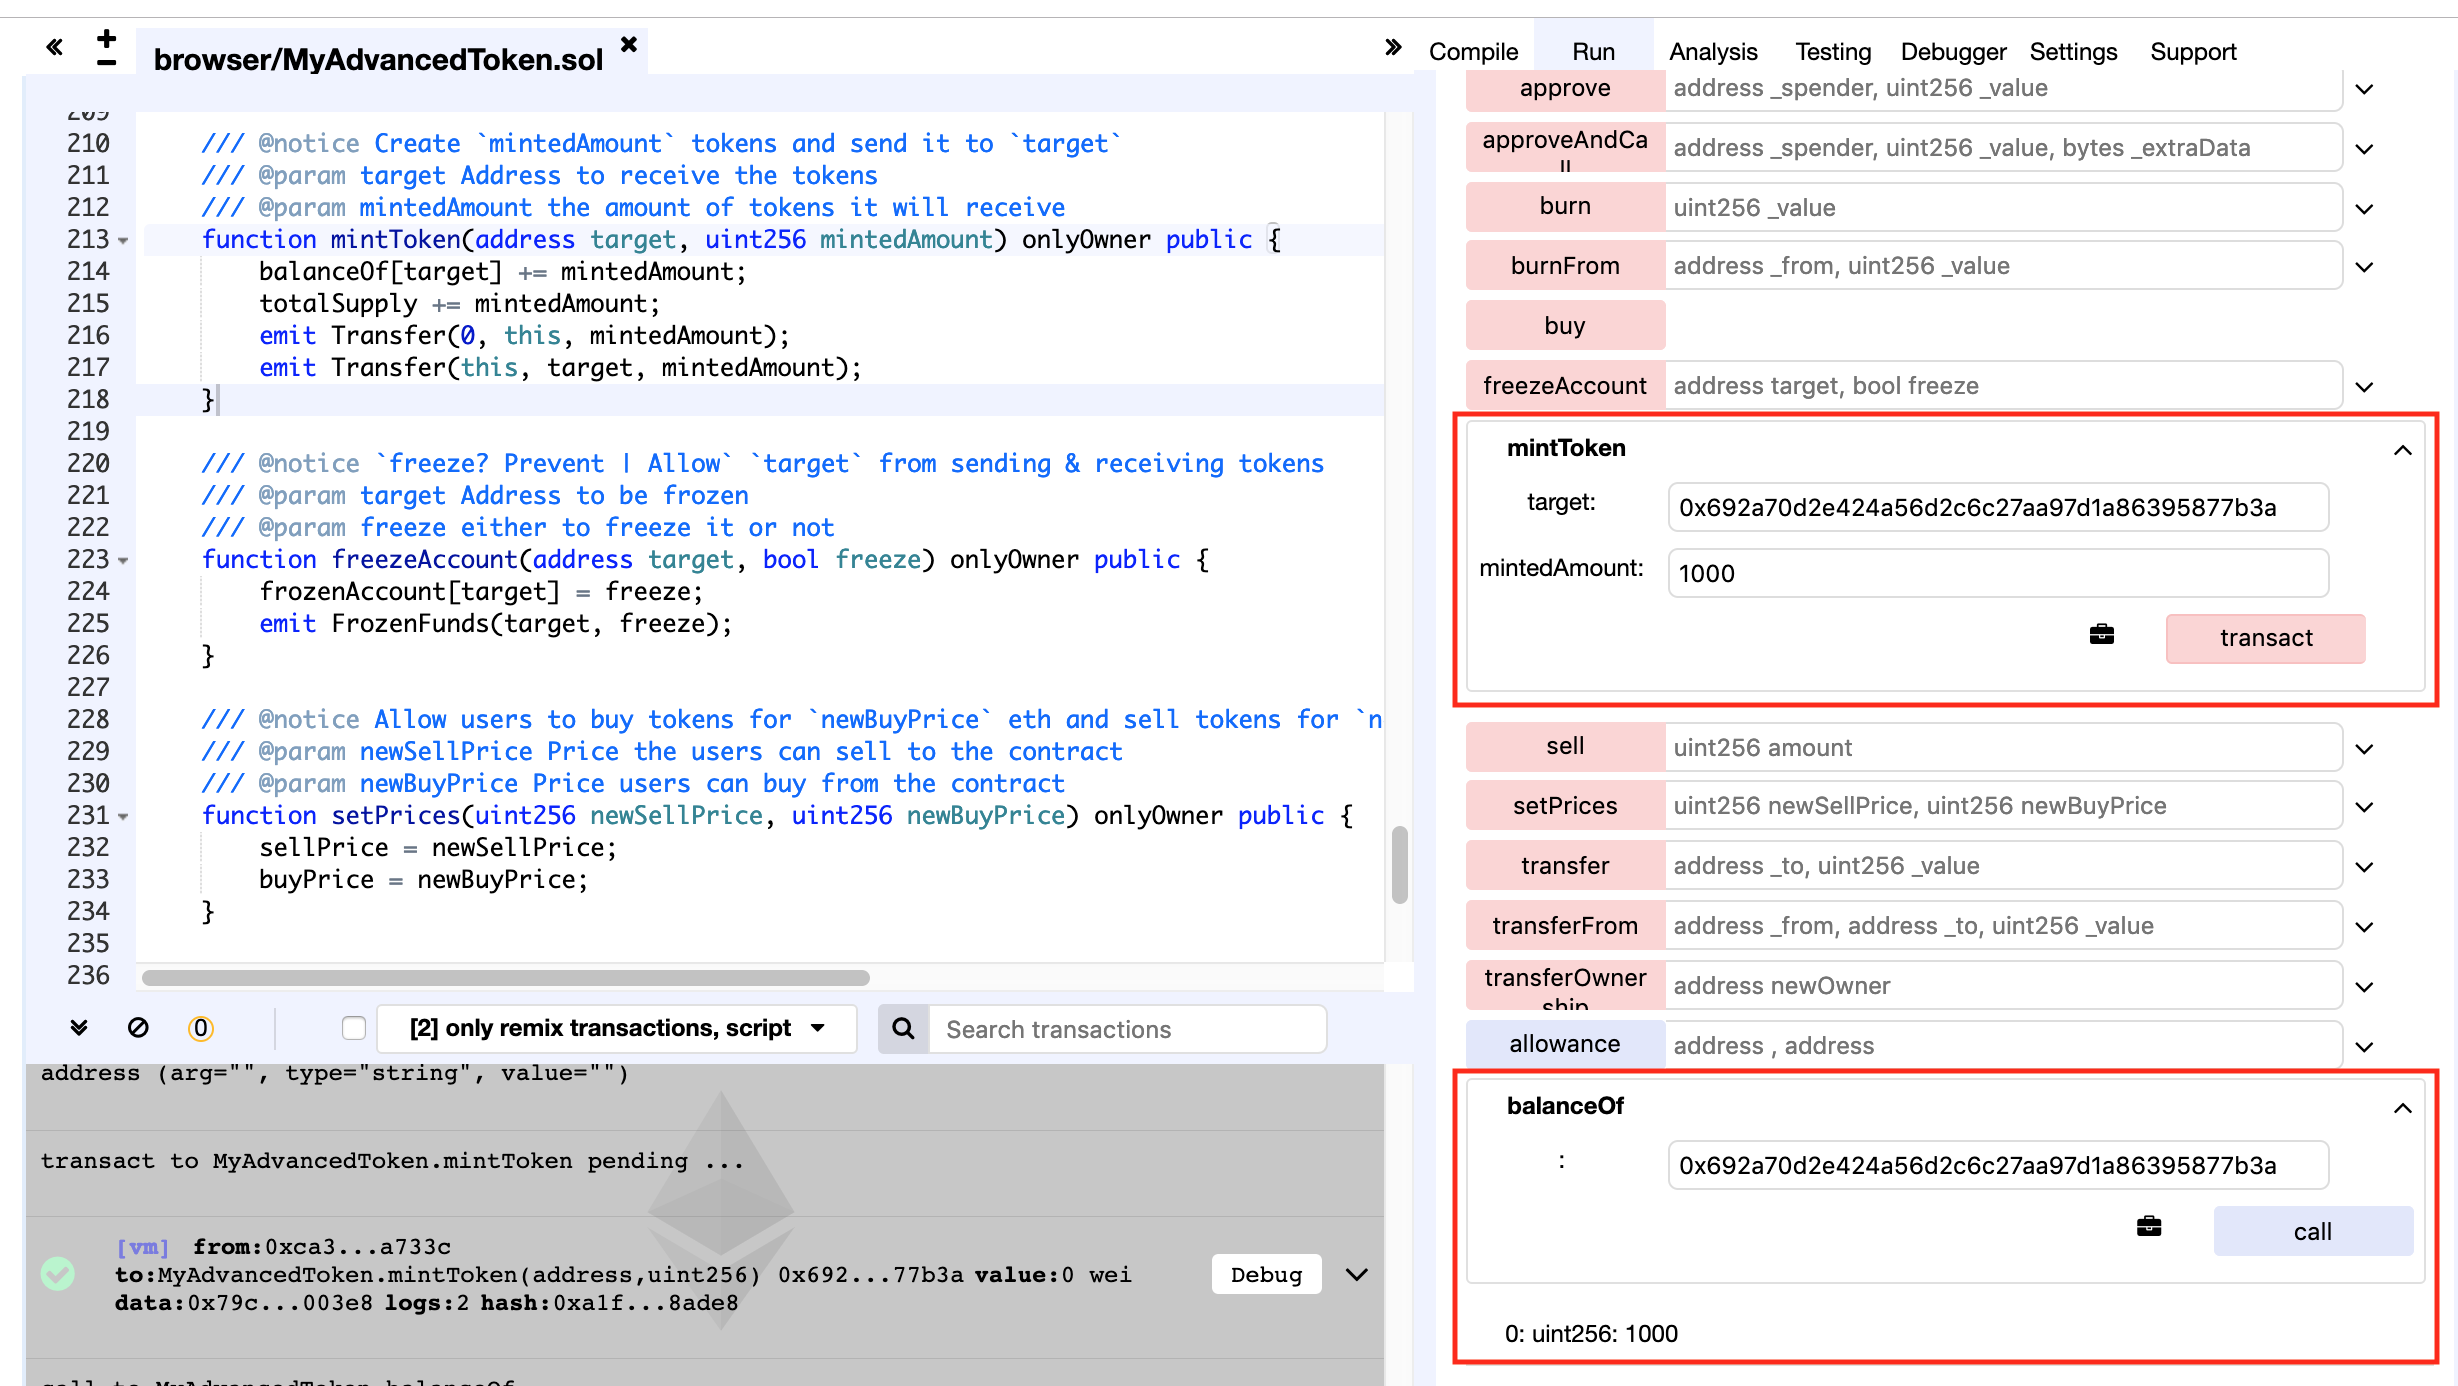 browser/MyAdvancedToken.sol
Compile Run Analysis Testing Debugger Settings Support
209
210 /// @notice Create `mintedAmount` tokens and send it to `target`
211 /// @param target Address to receive the tokens
212 /// @param mintedAmount the amount of tokens it will receive
213 function mintToken(address target, uint256 mintedAmount) onlyOwner public {
214 balanceOf[target] += mintedAmount;
215 totalSupply += mintedAmount;
216 emit Transfer(0, this, mintedAmount);
217 emit Transfer(this, target, mintedAmount);
218 }
219
220 /// @notice `freeze? Prevent | Allow` `target` from sending & receiving tokens
221 /// @param target Address to be frozen
222 /// @param freeze either to freeze it or not
223 function freezeAccount(address target, bool freeze) onlyOwner public {
224 frozenAccount[target] = freeze;
225 emit FrozenFunds(target, freeze);
226 }
227
228 /// @notice Allow users to buy tokens for `newBuyPrice` eth and sell tokens for `n
229 /// @param newSellPrice Price the users can sell to the contract
230 /// @param newBuyPrice Price users can buy from the contract
231 function setPrices(uint256 newSellPrice, uint256 newBuyPrice) onlyOwner public {
232 sellPrice = newSellPrice;
233 buyPrice = newBuyPrice;
234 }
235
236
0 [2] only remix transactions, script Search transactions
address (arg="", type="string", value="")
transact to MyAdvancedToken.mintToken pending ...
[vm] from:0xca3...a733c
to:MyAdvancedToken.mintToken(address,uint256) 0x692...77b3a value:0 wei
data:0x79c...003e8 logs:2 hash:0xa1f...8ade8
Debug
call to MyAdvancedToken.balanceOf
approve address _spender, uint256 _value
approveAndCall address _spender, uint256 _value, bytes _extraData
burn uint256 _value
burnFrom address _from, uint256 _value
buy
freezeAccount address target, bool freeze
mintToken
target: 0x692a70d2e424a56d2c6c27aa97d1a86395877b3a
mintedAmount: 1000
transact
sell uint256 amount
setPrices uint256 newSellPrice, uint256 newBuyPrice
transfer address _to, uint256 _value
transferFrom address _from, address _to, uint256 _value
transferOwnership address newOwner
allowance address , address
balanceOf
: 0x692a70d2e424a56d2c6c27aa97d1a86395877b3a
call
0: uint256: 1000